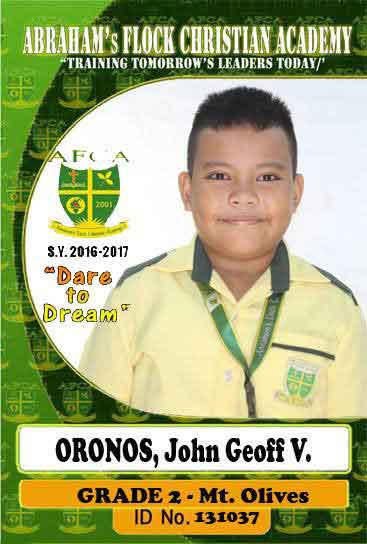 ABRAHAM's FLOCK CHRISTIAN ACADEMY
"TRAINING TOMORROW'S LEADERS TODAY!'
AFCA
2001
S.Y. 2016-2017
"Dare
to
Dream"
ORONOS, John Geoff V.
GRADE 2 - Mt. Olives
ID No. 131037